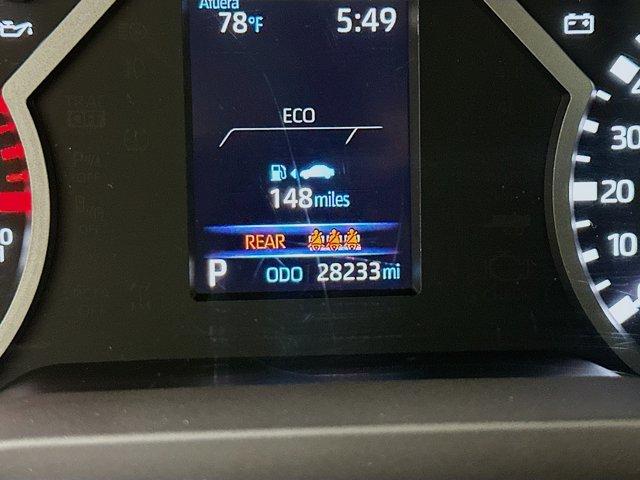 Afuera
78°F 5:49
ECO
148 miles
REAR
P ODO 28233 mi
30
20
10